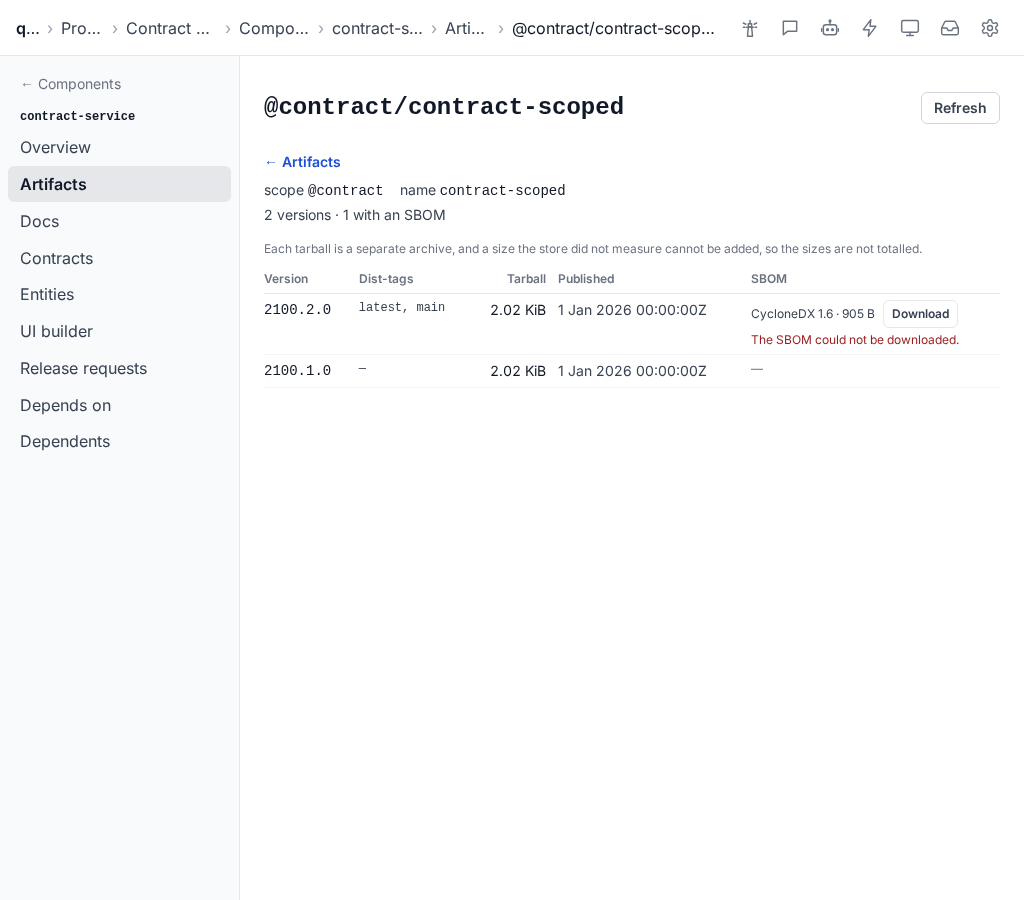 q… › Pro… › Contract … › Compo… › contract-s… › Arti… › @contract/contract-scop…
← Components
contract-service
Overview
Artifacts
Docs
Contracts
Entities
UI builder
Release requests
Depends on
Dependents
@contract/contract-scoped
Refresh
← Artifacts
scope @contract name contract-scoped
2 versions · 1 with an SBOM
Each tarball is a separate archive, and a size the store did not measure cannot be added, so the sizes are not totalled.
Version Dist-tags Tarball Published SBOM
2100.2.0 latest, main 2.02 KiB 1 Jan 2026 00:00:00Z CycloneDX 1.6 · 905 B Download
The SBOM could not be downloaded.
2100.1.0 — 2.02 KiB 1 Jan 2026 00:00:00Z —